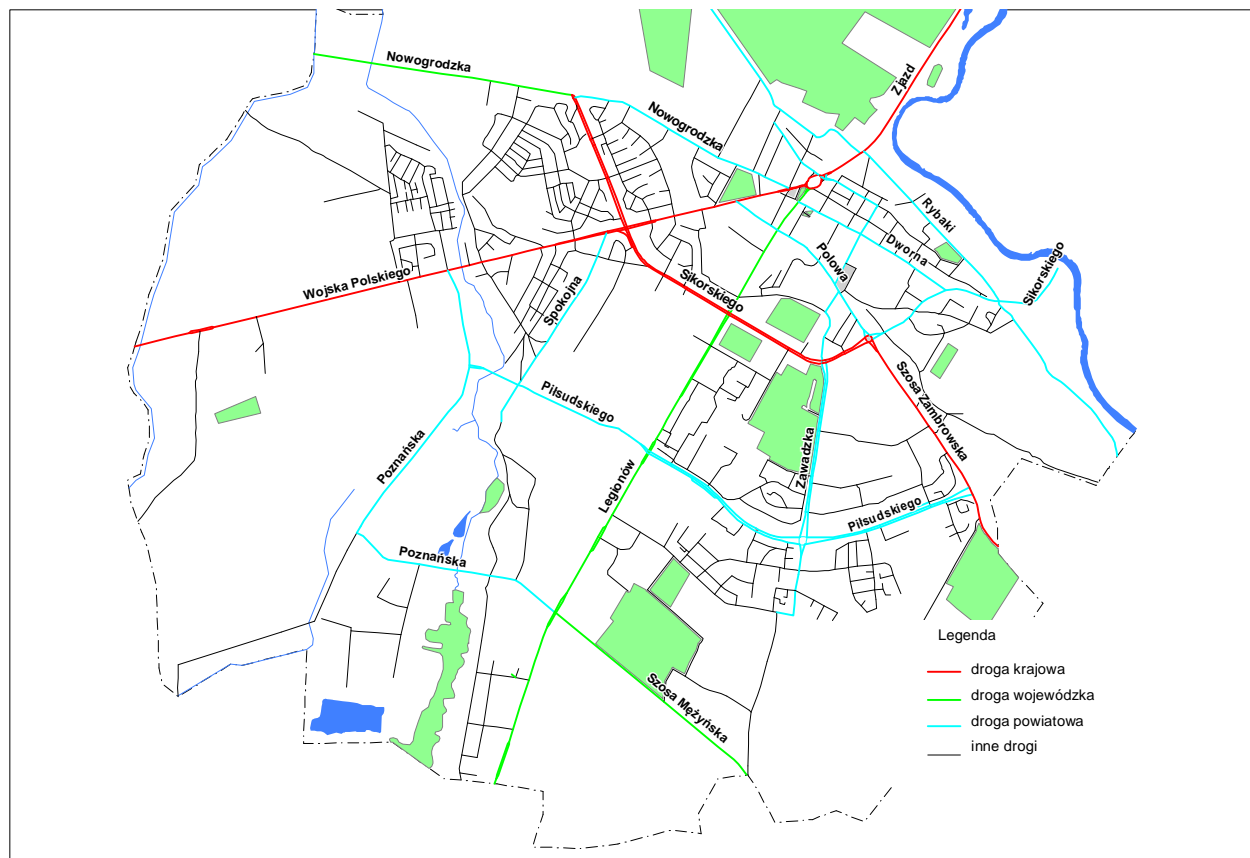 Nowogrodzka
Zjazd
Nowogrodzka
Rybaki
Dworna
Sikorskiego
Polowa
Wojska Polskiego
Spokojna
Sikorskiego
Szosa Zambrowska
Piłsudskiego
Poznańska
Zawadzka
Legionów
Piłsudskiego
Poznańska
Szosa Mężyńska
Legenda
droga krajowa
droga wojewódzka
droga powiatowa
inne drogi